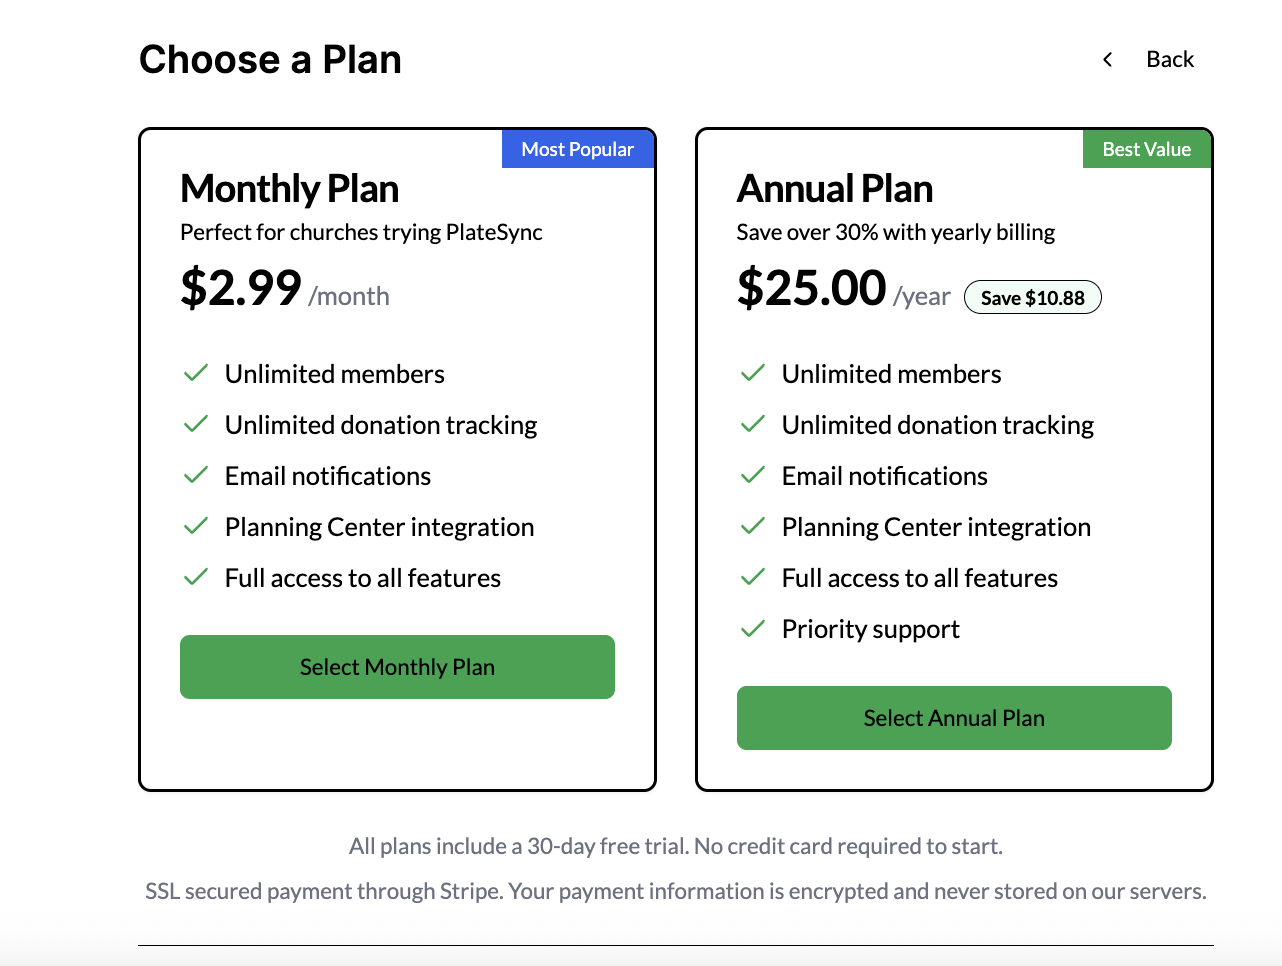 Choose a Plan
Back
Most Popular
Monthly Plan
Perfect for churches trying PlateSync
$2.99 /month
Unlimited members
Unlimited donation tracking
Email notifications
Planning Center integration
Full access to all features
Select Monthly Plan
Best Value
Annual Plan
Save over 30% with yearly billing
$25.00 /year Save $10.88
Unlimited members
Unlimited donation tracking
Email notifications
Planning Center integration
Full access to all features
Priority support
Select Annual Plan
All plans include a 30-day free trial. No credit card required to start.
SSL secured payment through Stripe. Your payment information is encrypted and never stored on our servers.